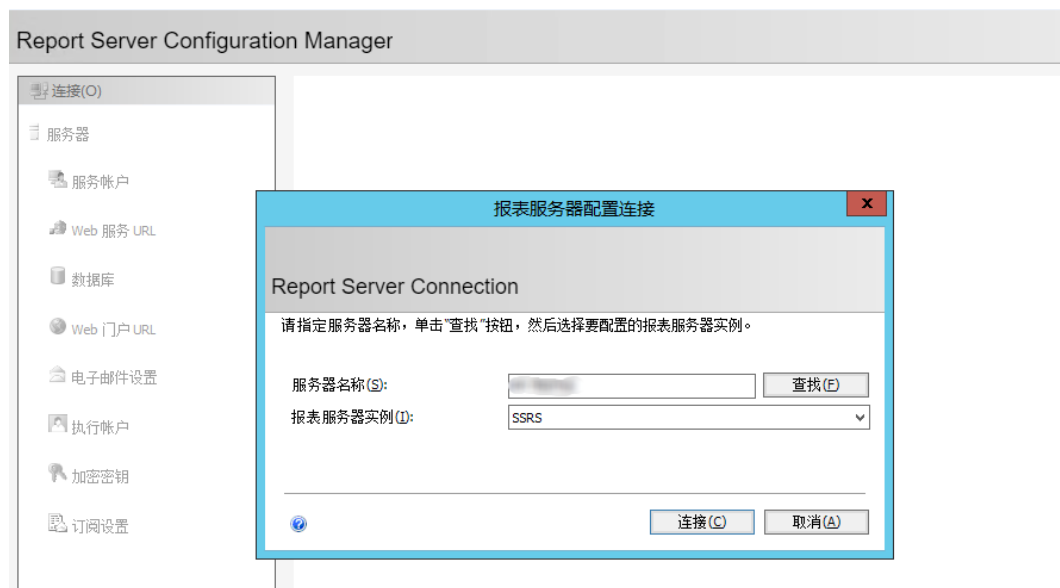 Report Server Configuration Manager
连接(O)
服务器
服务帐户
Web 服务 URL
数据库
Web 门户 URL
电子邮件设置
执行帐户
加密密钥
订阅设置
报表服务器配置连接
x
Report Server Connection
请指定服务器名称，单击"查找"按钮，然后选择要配置的报表服务器实例。
服务器名称(S):
查找(F)
报表服务器实例(I):
SSRS
?
连接(C)
取消(A)